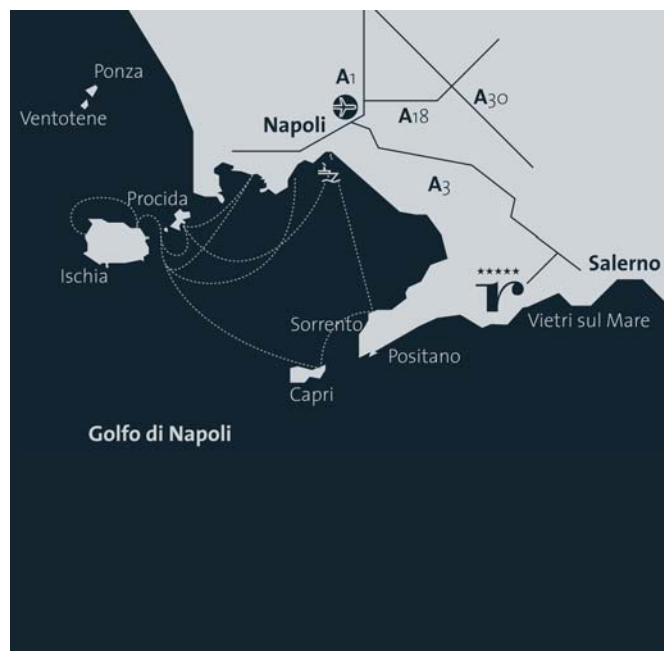 Ponza
Ventotene
A1
Napoli
A18
A30
A3
Procida
Ischia
★★★★★
r
Salerno
Vietri sul Mare
Sorrento
Positano
Capri
Golfo di Napoli